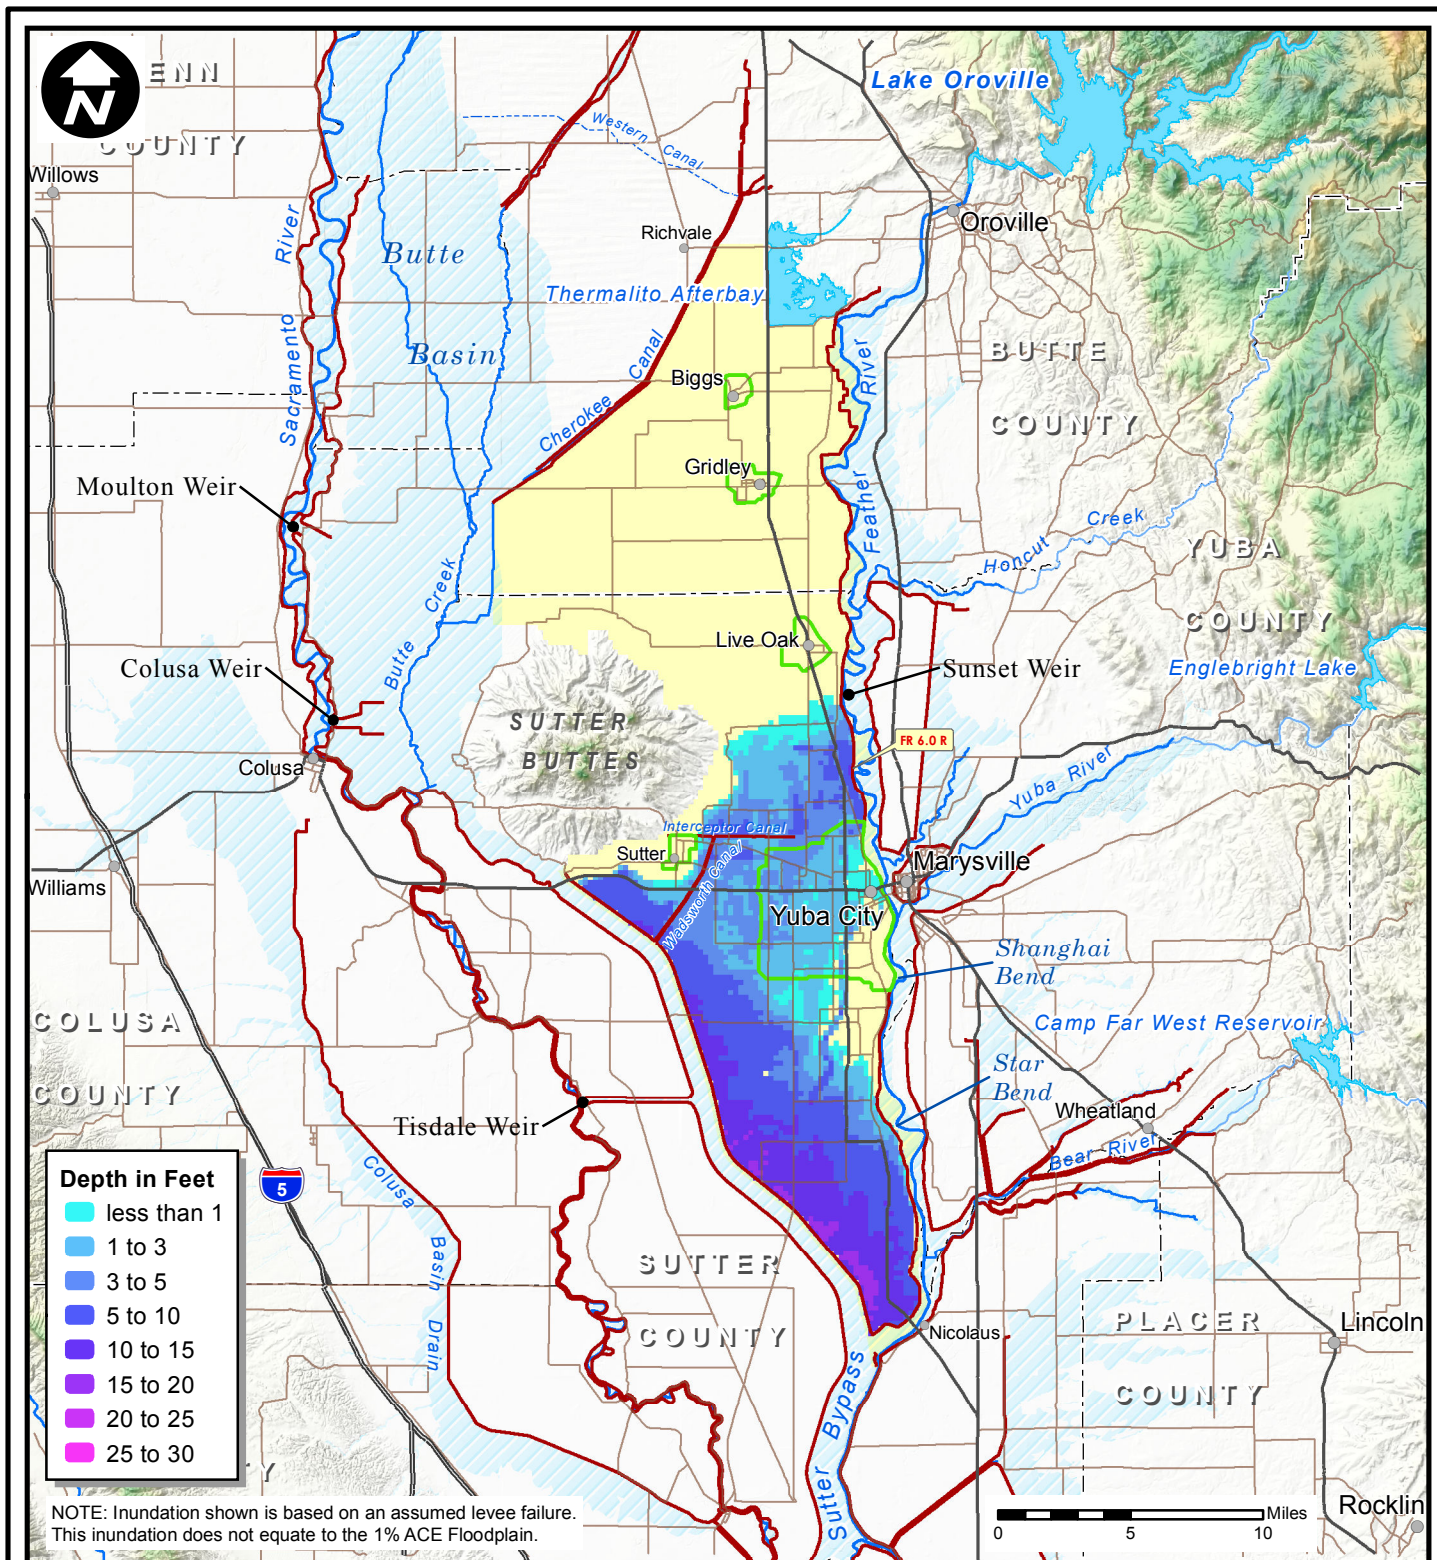 N
ENN
COUNTY
Willows
Lake Oroville
Western
Canal
Richvale
Oroville
Sacramento River
Butte
Basin
Thermalito Afterbay
Cherokee Canal
Biggs
Gridley
Feather River
BUTTE
COUNTY
Moulton Weir
Honcut Creek
YUBA
COUNTY
Butte Creek
Live Oak
Colusa Weir
Sunset Weir
Englebright Lake
SUTTER
BUTTES
FR 6.0 R
Colusa
Yuba River
Interceptor Canal
Sutter
Wadsworth Canal
Marysville
Williams
Yuba City
Shanghai
Bend
COLUSA
COUNTY
Camp Far West Reservoir
Star
Bend
Wheatland
Tisdale Weir
Bear River
Depth in Feet
less than 1
1 to 3
3 to 5
5 to 10
10 to 15
15 to 20
20 to 25
25 to 30
5
Colusa Basin Drain
SUTTER
COUNTY
Nicolaus
PLACER
COUNTY
Lincoln
Sutter Bypass
Y
NOTE: Inundation shown is based on an assumed levee failure.
This inundation does not equate to the 1% ACE Floodplain.
Miles
0 5 10
Rocklin